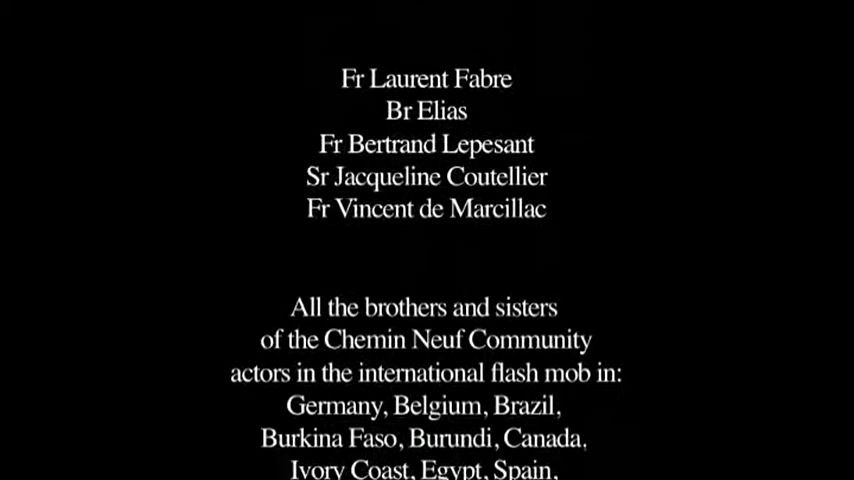 Fr Laurent Fabre
Br Elias
Fr Bertrand Lepesant
Sr Jacqueline Coutellier
Fr Vincent de Marcillac
All the brothers and sisters
of the Chemin Neuf Community
actors in the international flash mob in:
Germany, Belgium, Brazil,
Burkina Faso, Burundi, Canada,
Ivory Coast, Egypt, Spain,